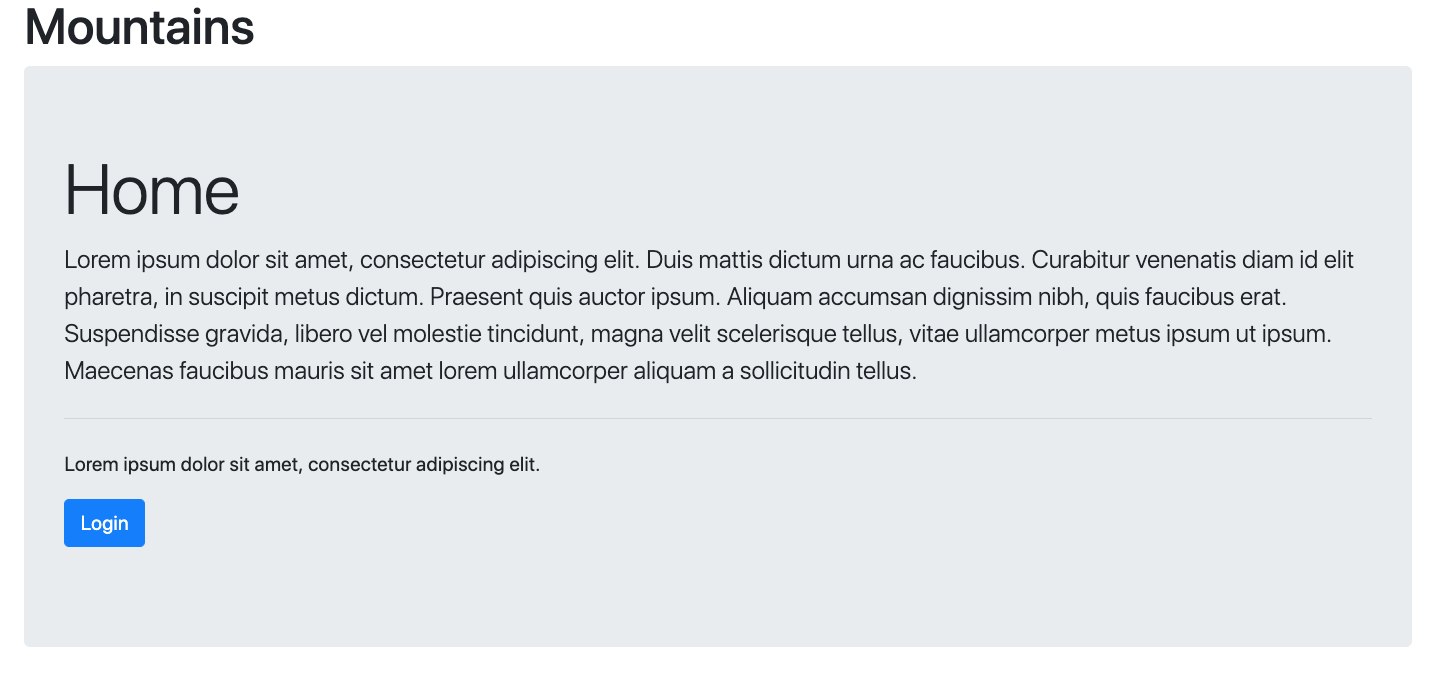 Mountains
Home
Lorem ipsum dolor sit amet, consectetur adipiscing elit. Duis mattis dictum urna ac faucibus. Curabitur venenatis diam id elit
pharetra, in suscipit metus dictum. Praesent quis auctor ipsum. Aliquam accumsan dignissim nibh, quis faucibus erat.
Suspendisse gravida, libero vel molestie tincidunt, magna velit scelerisque tellus, vitae ullamcorper metus ipsum ut ipsum.
Maecenas faucibus mauris sit amet lorem ullamcorper aliquam a sollicitudin tellus.
Lorem ipsum dolor sit amet, consectetur adipiscing elit.
Login